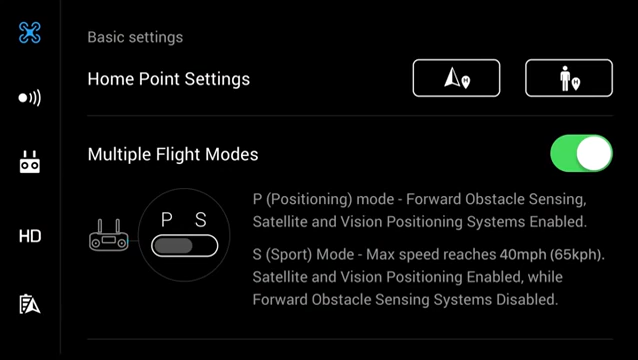 Basic settings
Home Point Settings
H
H
Multiple Flight Modes
P S
P (Positioning) mode - Forward Obstacle Sensing,
Satellite and Vision Positioning Systems Enabled.
S (Sport) Mode - Max speed reaches 40mph (65kph).
Satellite and Vision Positioning Enabled, while
Forward Obstacle Sensing Systems Disabled.
HD